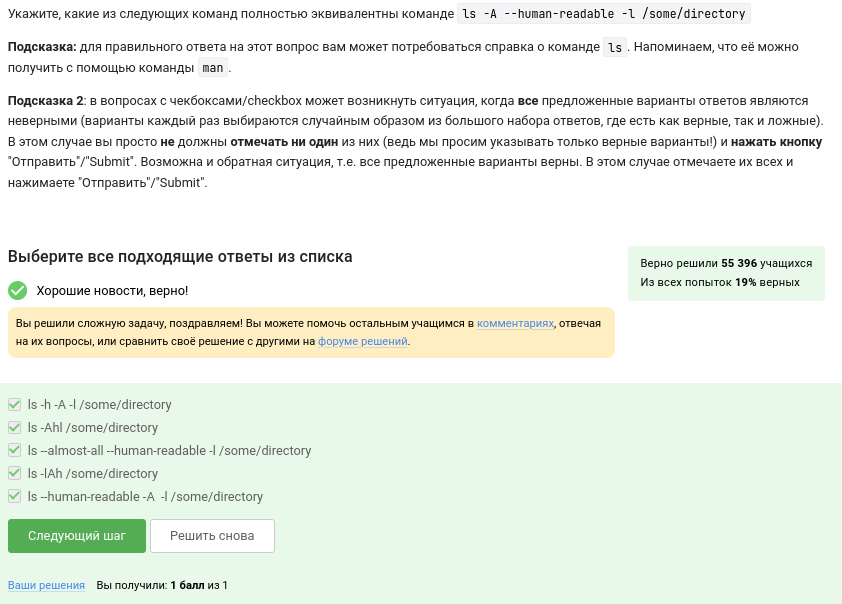 Укажите, какие из следующих команд полностью эквивалентны команде ls -A --human-readable -l /some/directory
Подсказка: для правильного ответа на этот вопрос вам может потребоваться справка о команде ls . Напоминаем, что её можно
получить с помощью команды man .
Подсказка 2: в вопросах с чекбоксами/checkbox может возникнуть ситуация, когда все предложенные варианты ответов являются
неверными (варианты каждый раз выбираются случайным образом из большого набора ответов, где есть как верные, так и ложные).
В этом случае вы просто не должны отмечать ни один из них (ведь мы просим указывать только верные варианты!) и нажать кнопку
"Отправить"/"Submit". Возможна и обратная ситуация, т.е. все предложенные варианты верны. В этом случае отмечаете их всех и
нажимаете "Отправить"/"Submit".
Выберите все подходящие ответы из списка
Верно решили 55 396 учащихся
Из всех попыток 19% верных
Хорошие новости, верно!
Вы решили сложную задачу, поздравляем! Вы можете помочь остальным учащимся в комментариях, отвечая
на их вопросы, или сравнить своё решение с другими на форуме решений.
ls -h -A -l /some/directory
ls -Ahl /some/directory
ls --almost-all --human-readable -l /some/directory
ls -lAh /some/directory
ls --human-readable -A  -l /some/directory
Следующий шаг
Решить снова
Ваши решения Вы получили: 1 балл из 1